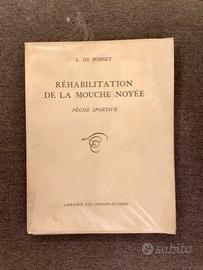 L. DE BOISSET
RÉHABILITATION
DE LA MOUCHE NOYÉE
PÊCHE SPORTIVE
LIBRAIRIE DES CHAMPS-ÉLYSÉES
subito